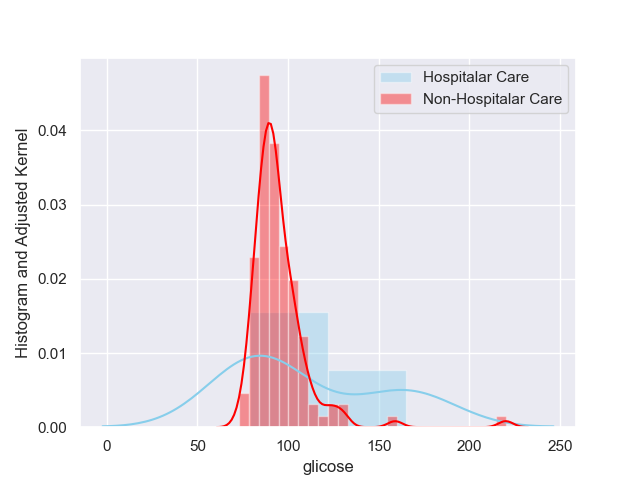 Hospitalar Care
Non-Hospitalar Care
Histogram and Adjusted Kernel
0.04
0.03
0.02
0.01
0.00
0 50 100 150 200 250
glicose